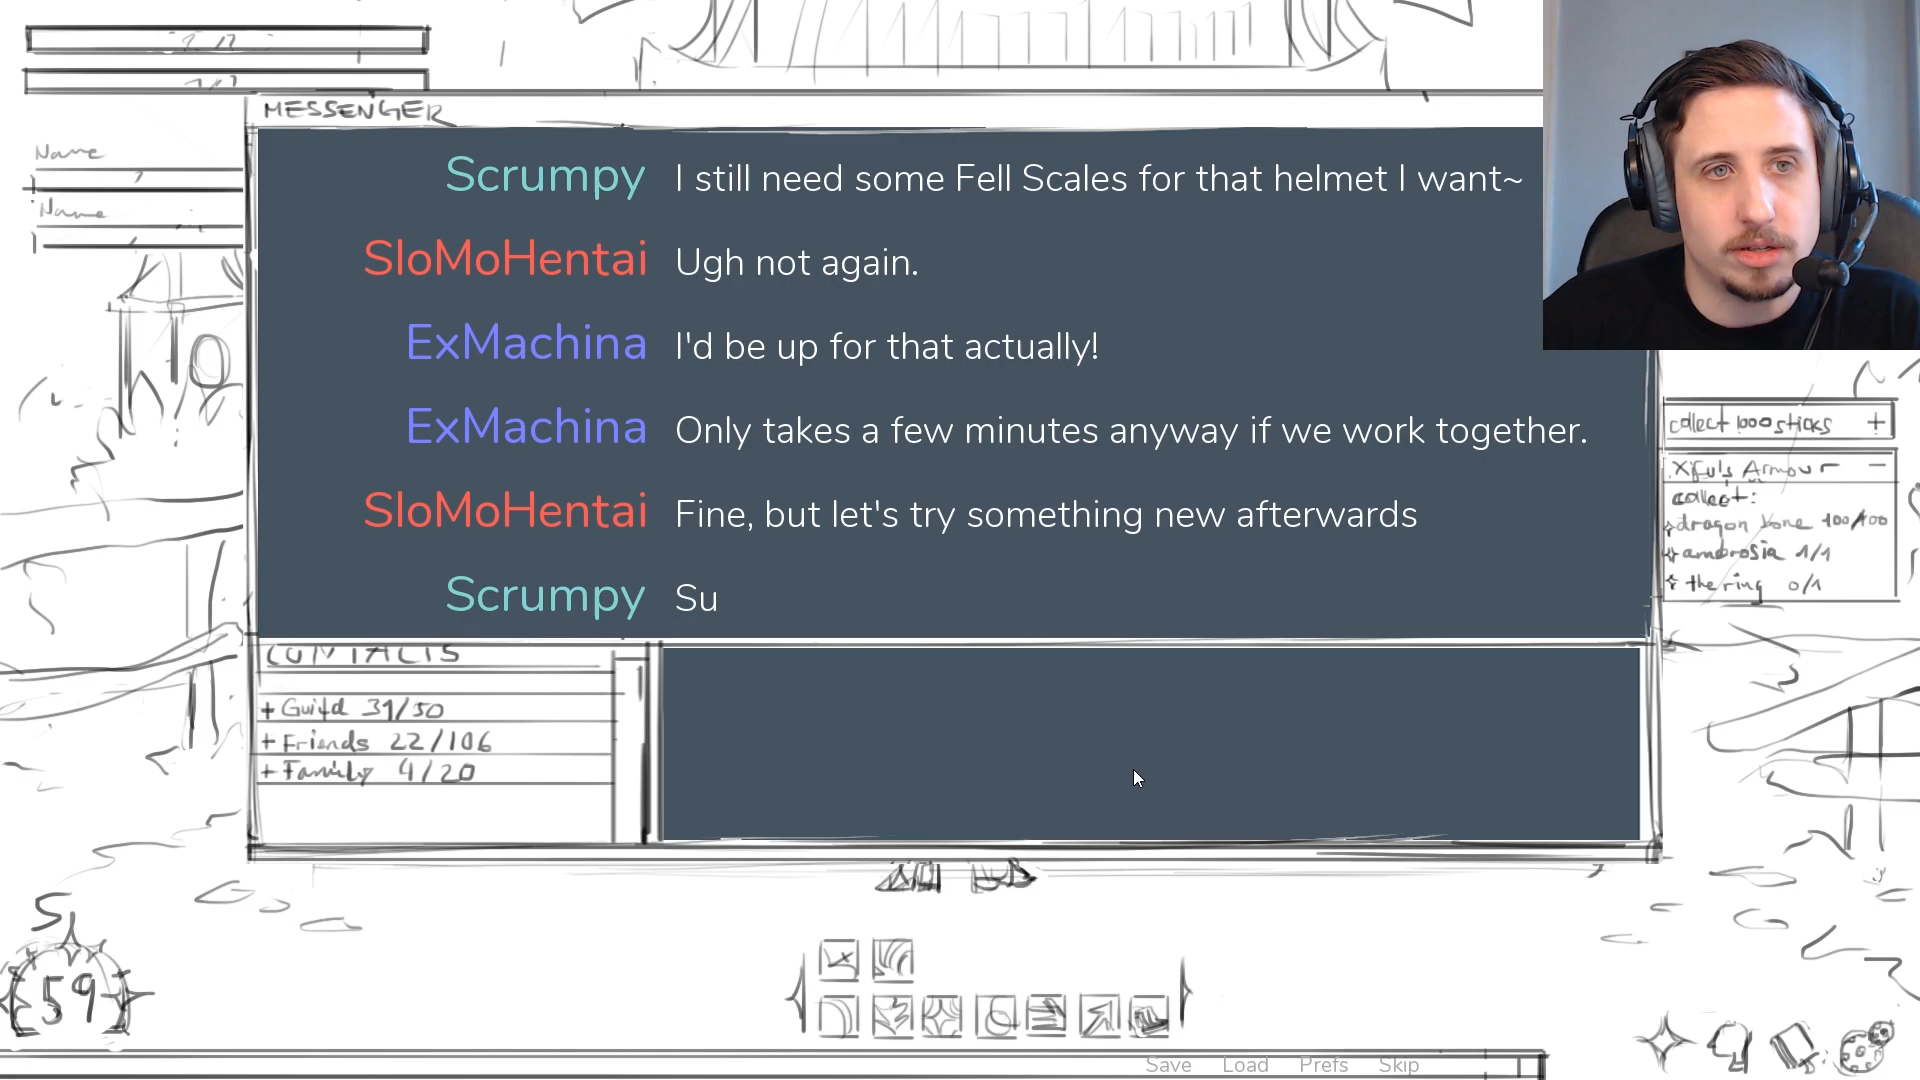 MESSENGER
Name
Name
Scrumpy I still need some Fell Scales for that helmet I want~
SloMoHentai Ugh not again.
ExMachina I'd be up for that actually!
ExMachina Only takes a few minutes anyway if we work together.
SloMoHentai Fine, but let's try something new afterwards
Scrumpy Su
collect 1000 sticks +
Xiful's Armour –
collect:
dragon bone 100/100
ambrosia 1/1
the ring 0/1
CONTACTS
+ Guild 31/50
+ Friends 22/106
+ Family 4/20
59
Save Load Prefs Skip